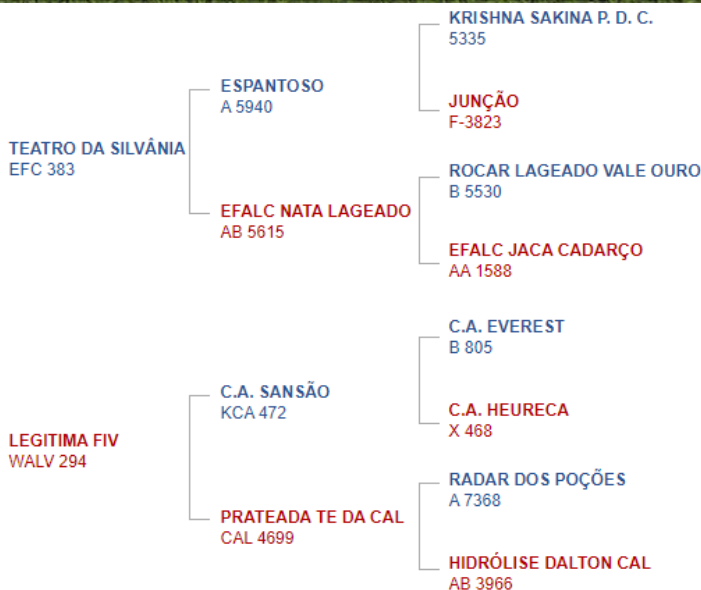 KRISHNA SAKINA P. D. C.
5335
ESPANTOSO
A 5940
JUNÇÃO
F-3823
TEATRO DA SILVÂNIA
EFC 383
ROCAR LAGEADO VALE OURO
B 5530
EFALC NATA LAGEADO
AB 5615
EFALC JACA CADARÇO
AA 1588
C.A. EVEREST
B 805
C.A. SANSÃO
KCA 472
C.A. HEURECA
X 468
LEGITIMA FIV
WALV 294
RADAR DOS POÇÕES
A 7368
PRATEADA TE DA CAL
CAL 4699
HIDRÓLISE DALTON CAL
AB 3966